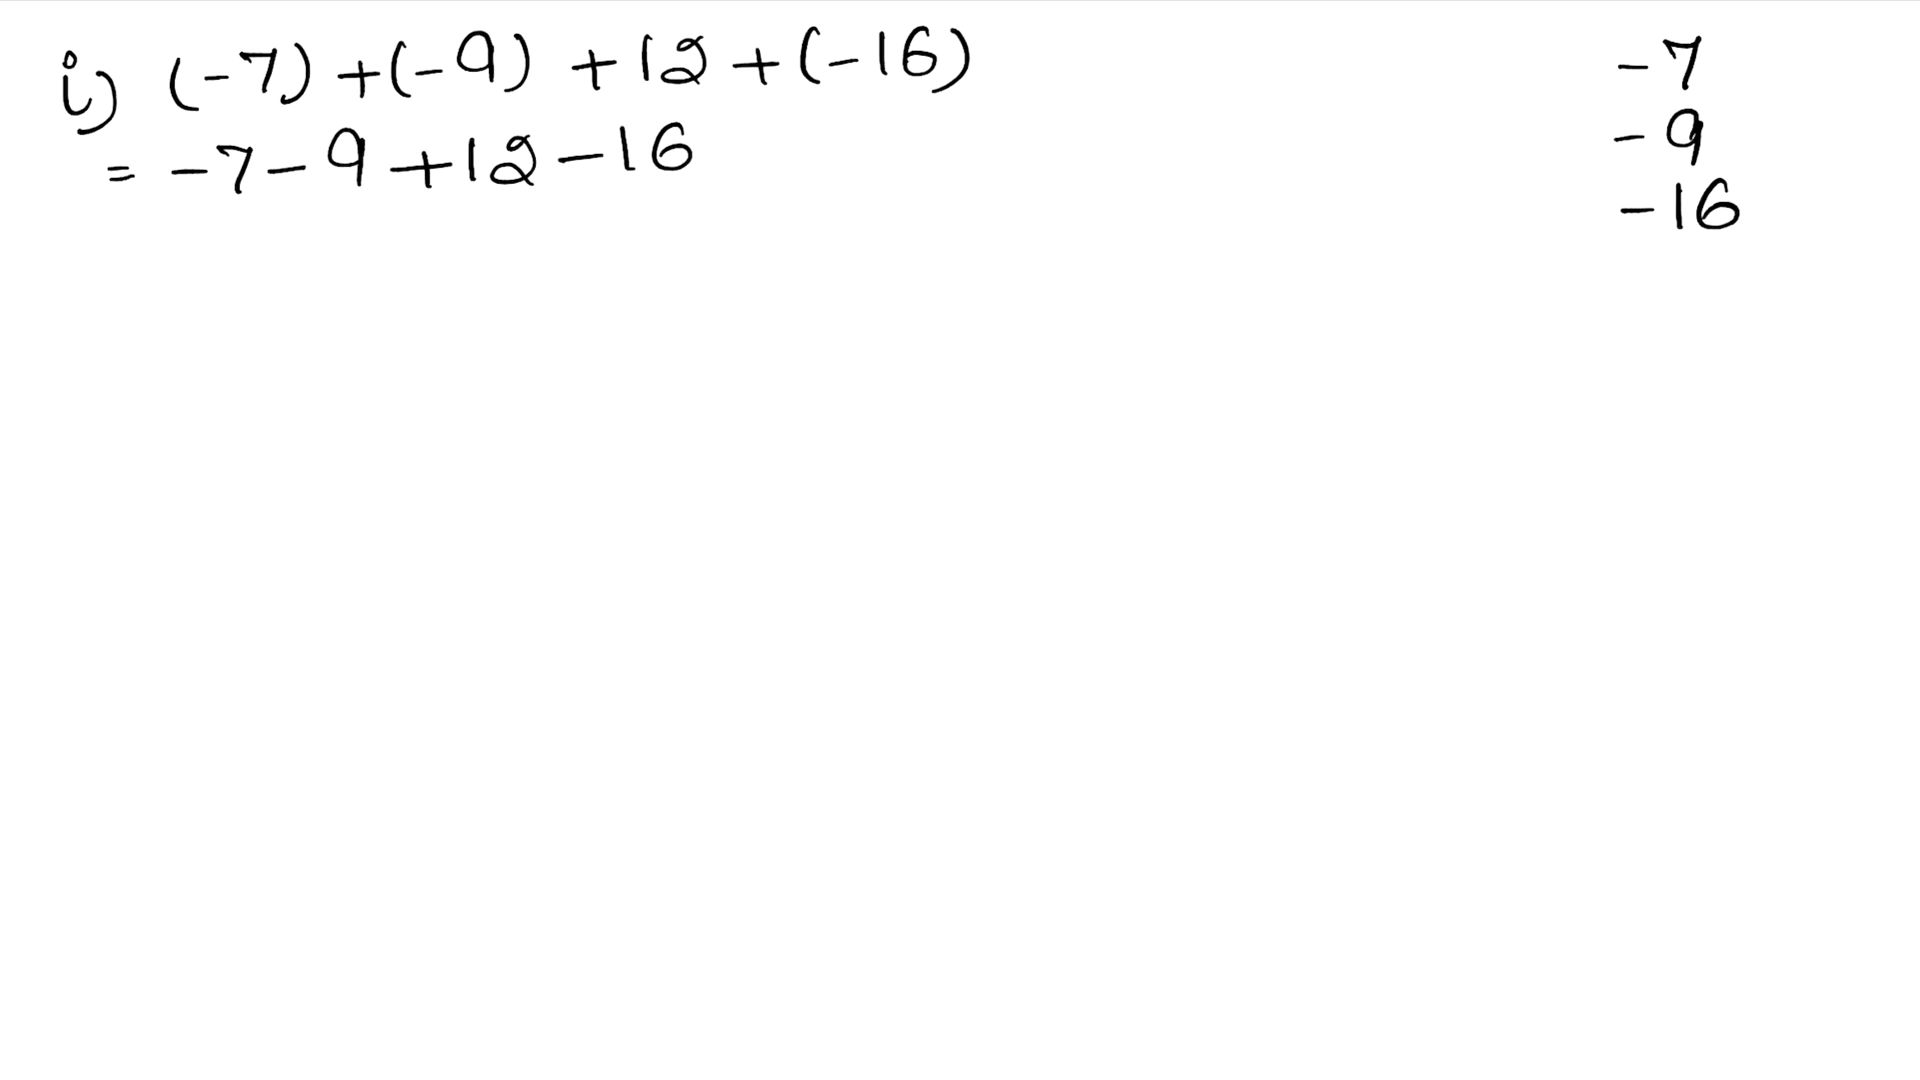 i) (-7) +(-9) +12 +(-16)
= -7-9+12-16
-7
-9
-16